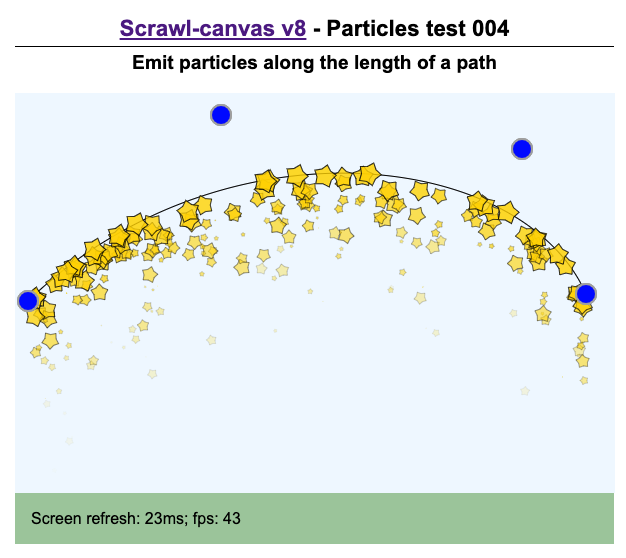 Scrawl-canvas v8 - Particles test 004
Emit particles along the length of a path
Screen refresh: 23ms; fps: 43